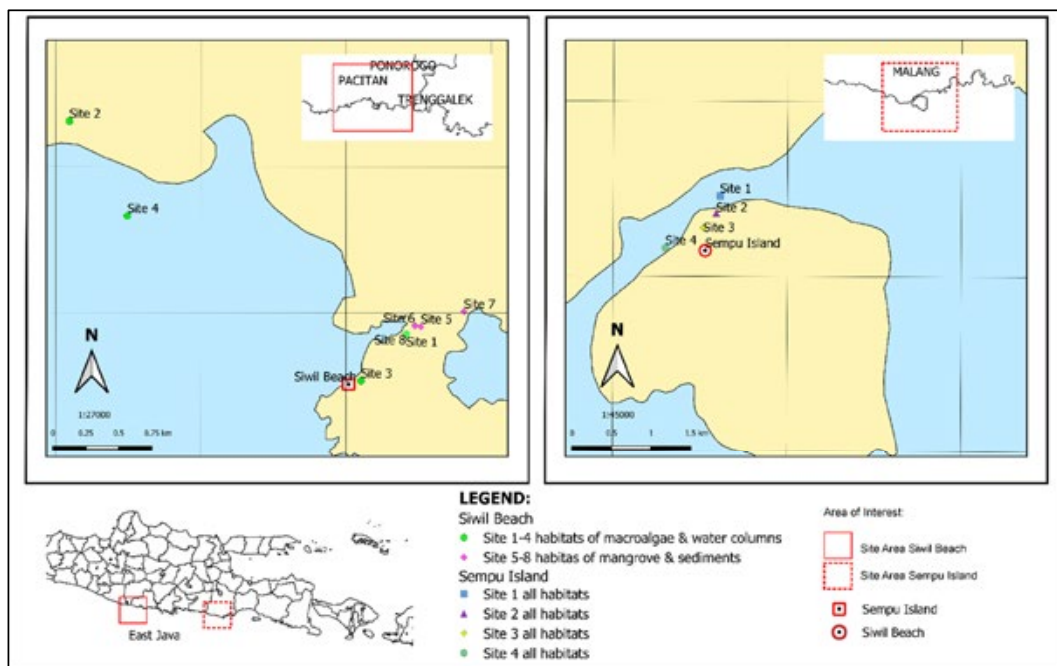 PONOROGO
PACITAN
TRENGGALEK
Site 2
Site 4
Site 7
Site 6
Site 5
Site 8
Site 1
Siwil Beach
Site 3
N
1:27000
0 0.25 0.5 0.75 km
MALANG
Site 1
Site 2
Site 3
Site 4
Sempu Island
N
1:45000
0 0.5 1 1.5 km
East Java
LEGEND:
Siwil Beach
Site 1-4 habitats of macroalgae & water columns
Site 5-8 habitas of mangrove & sediments
Sempu Island
Site 1 all habitats
Site 2 all habitats
Site 3 all habitats
Site 4 all habitats
Area of Interest:
Site Area Siwil Beach
Site Area Sempu Island
Sempu Island
Siwil Beach